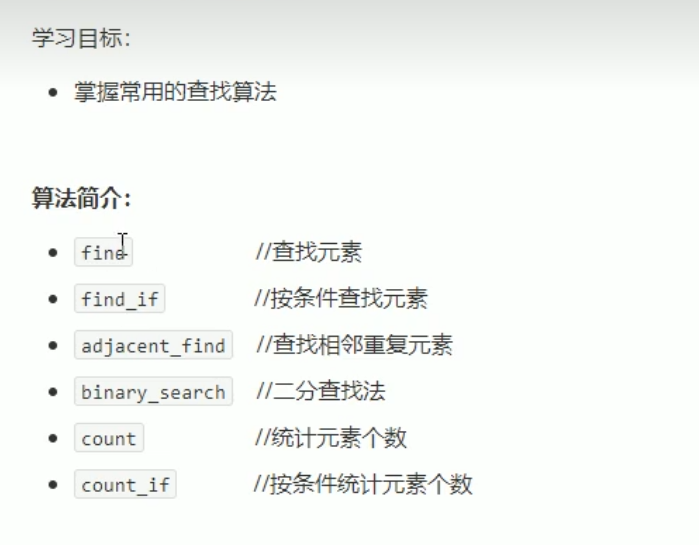 学习目标：
掌握常用的查找算法
算法简介：
find //查找元素
find_if //按条件查找元素
adjacent_find //查找相邻重复元素
binary_search //二分查找法
count //统计元素个数
count_if //按条件统计元素个数